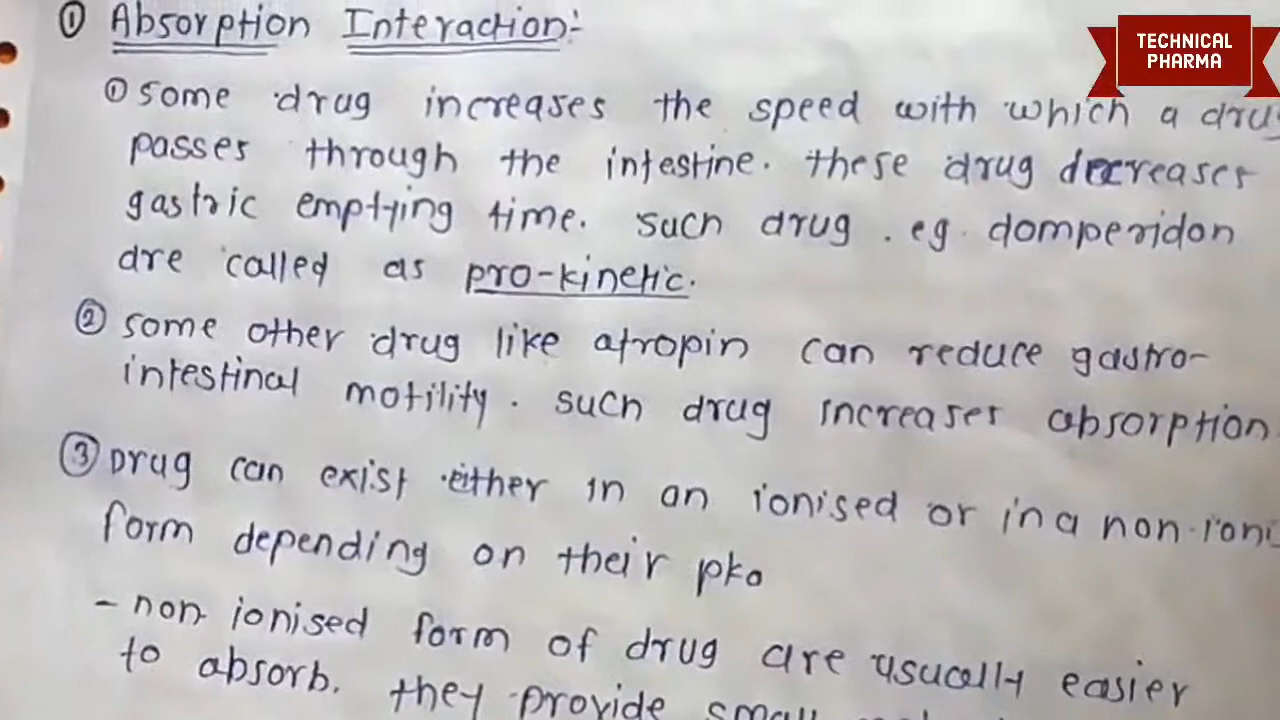 ① Absorption Interaction:-
TECHNICAL
PHARMA
① some drug increases the speed with which a drug
passes through the intestine. these drug decreases
gastric emptying time. such drug . eg. domperidon
are called as pro-kinetic.
② some other drug like atropin can reduce gastro-
intestinal motility. such drug increases absorption.
③ Drug can exist either in an ionised or in a non-ioni
form depending on their pka
- non-ionised form of drug are usually easier
to absorb. they provide small